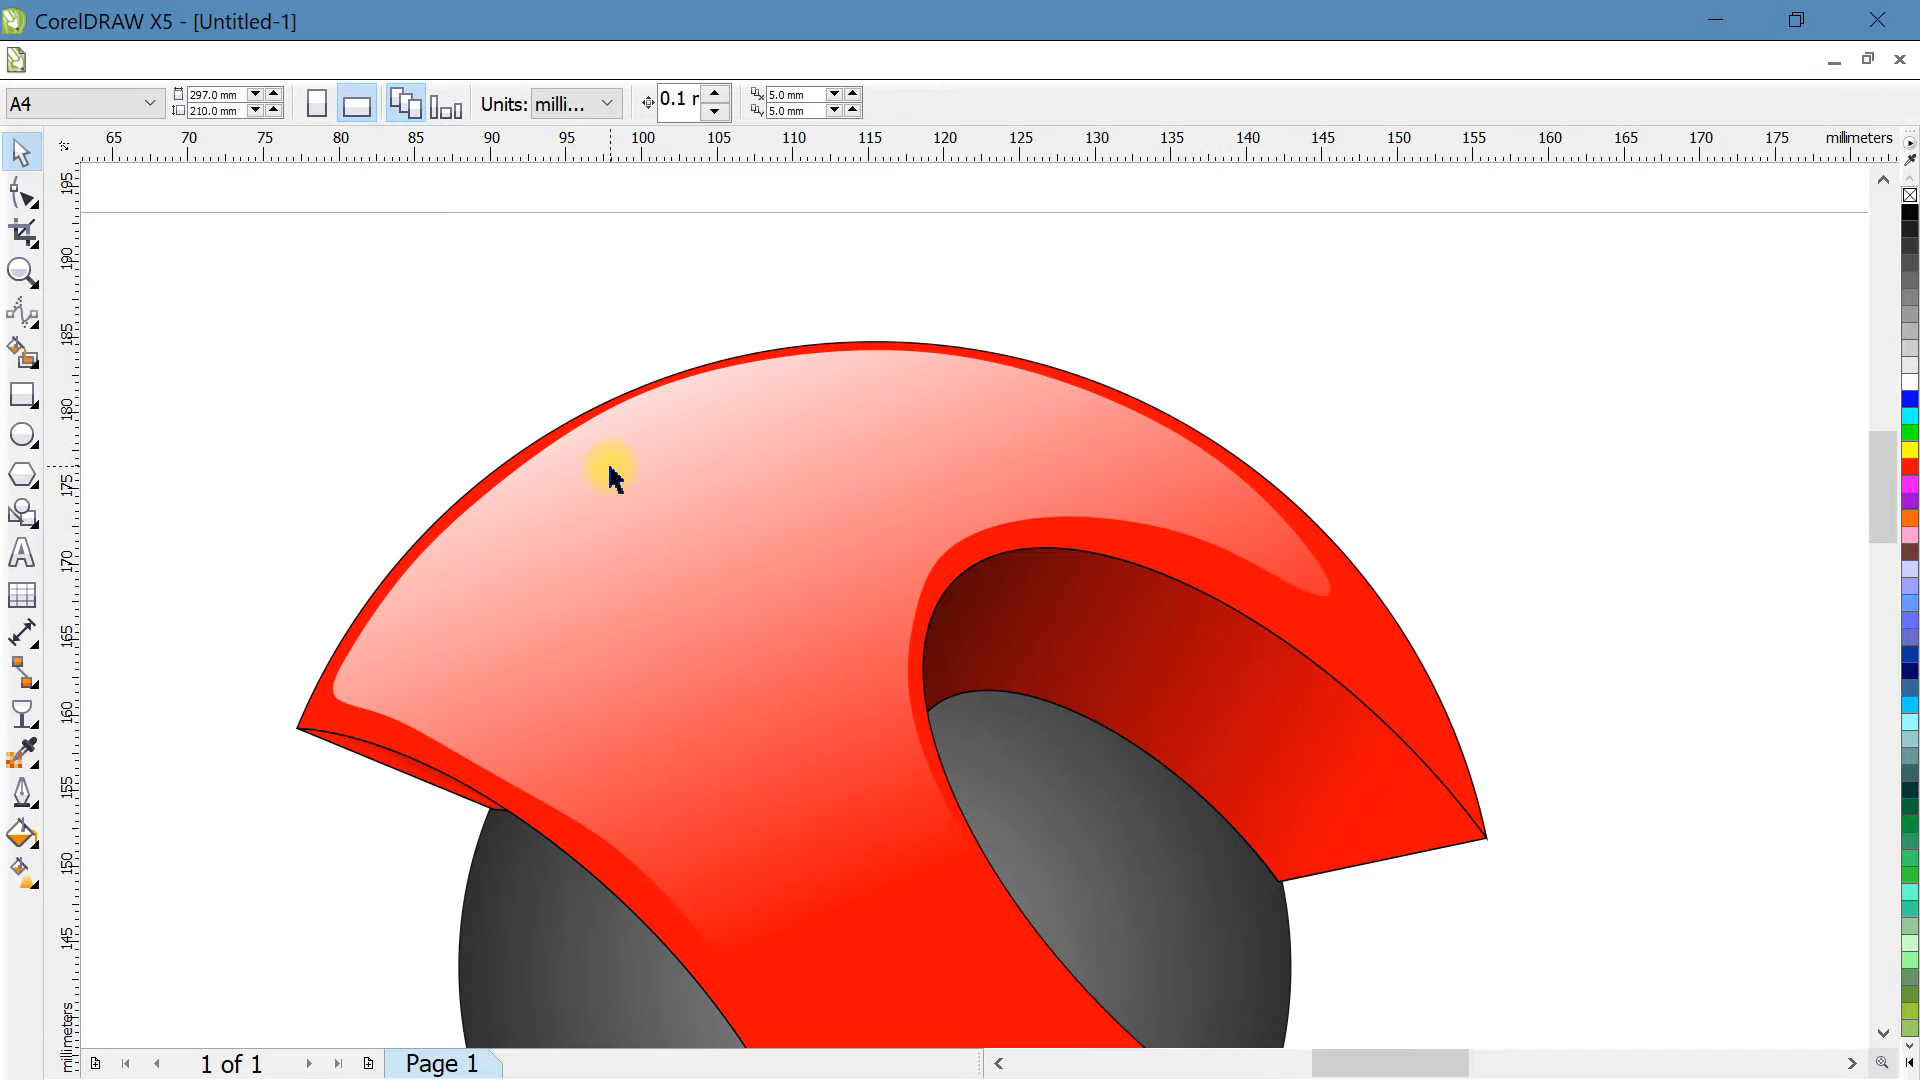 CorelDRAW X5 - [Untitled-1]
A4
297.0 mm
210.0 mm
Units: milli...
0.1 r
5.0 mm
5.0 mm
65 70 75 80 85 90 95 100 105 110 115 120 125 130 135 140 145 150 155 160 165 170 175 millimeters
195
190
185
180
175
170
165
160
155
150
145
millimeters
1 of 1
Page 1